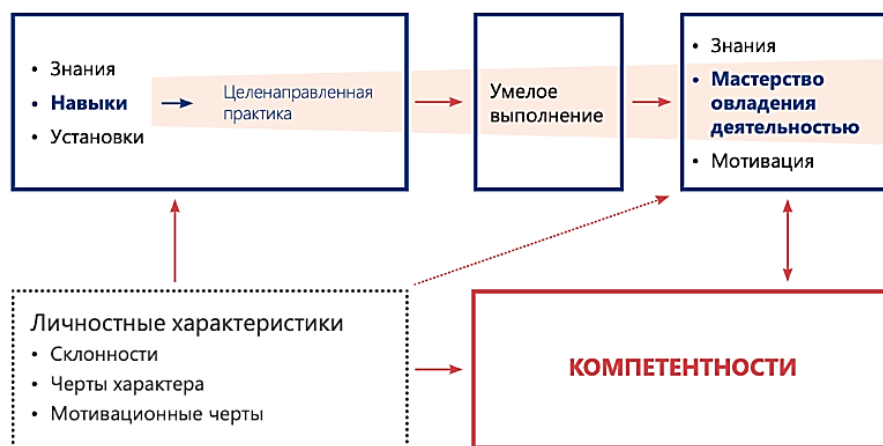 • Знания
• Навыки
• Установки
Целенаправленная
практика
Умелое
выполнение
• Знания
• Мастерство
овладения
деятельностью
• Мотивация
Личностные характеристики
• Склонности
• Черты характера
• Мотивационные черты
КОМПЕТЕНТНОСТИ